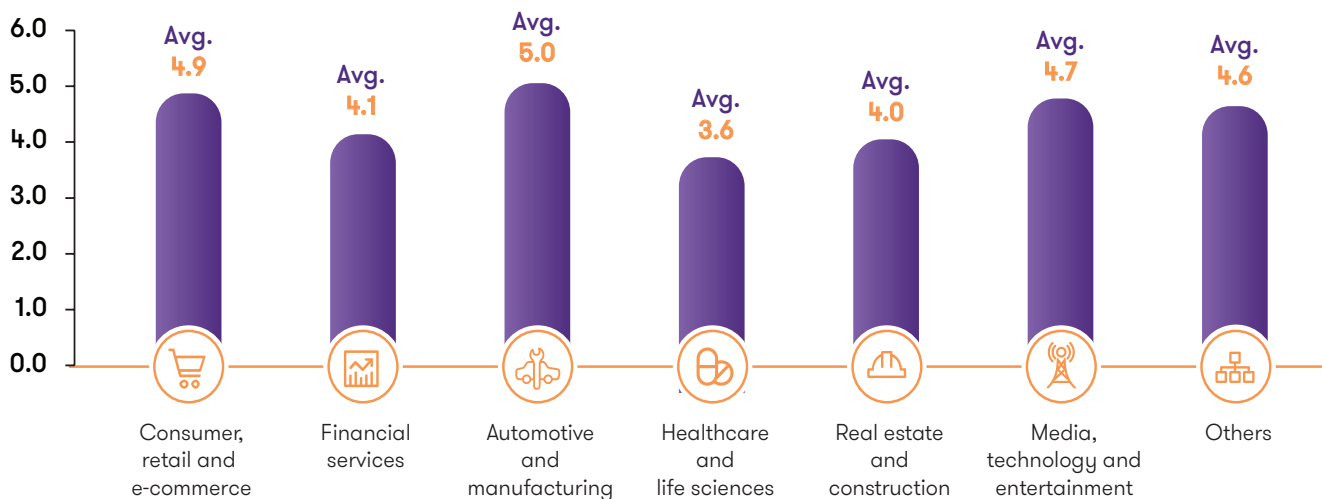 6.0
5.0
4.0
3.0
2.0
1.0
0.0
Avg.
4.9
Avg.
4.1
Avg.
5.0
Avg.
3.6
Avg.
4.0
Avg.
4.7
Avg.
4.6
Consumer,
retail and
e-commerce
Financial
services
Automotive
and
manufacturing
Healthcare
and
life sciences
Real estate
and
construction
Media,
technology and
entertainment
Others